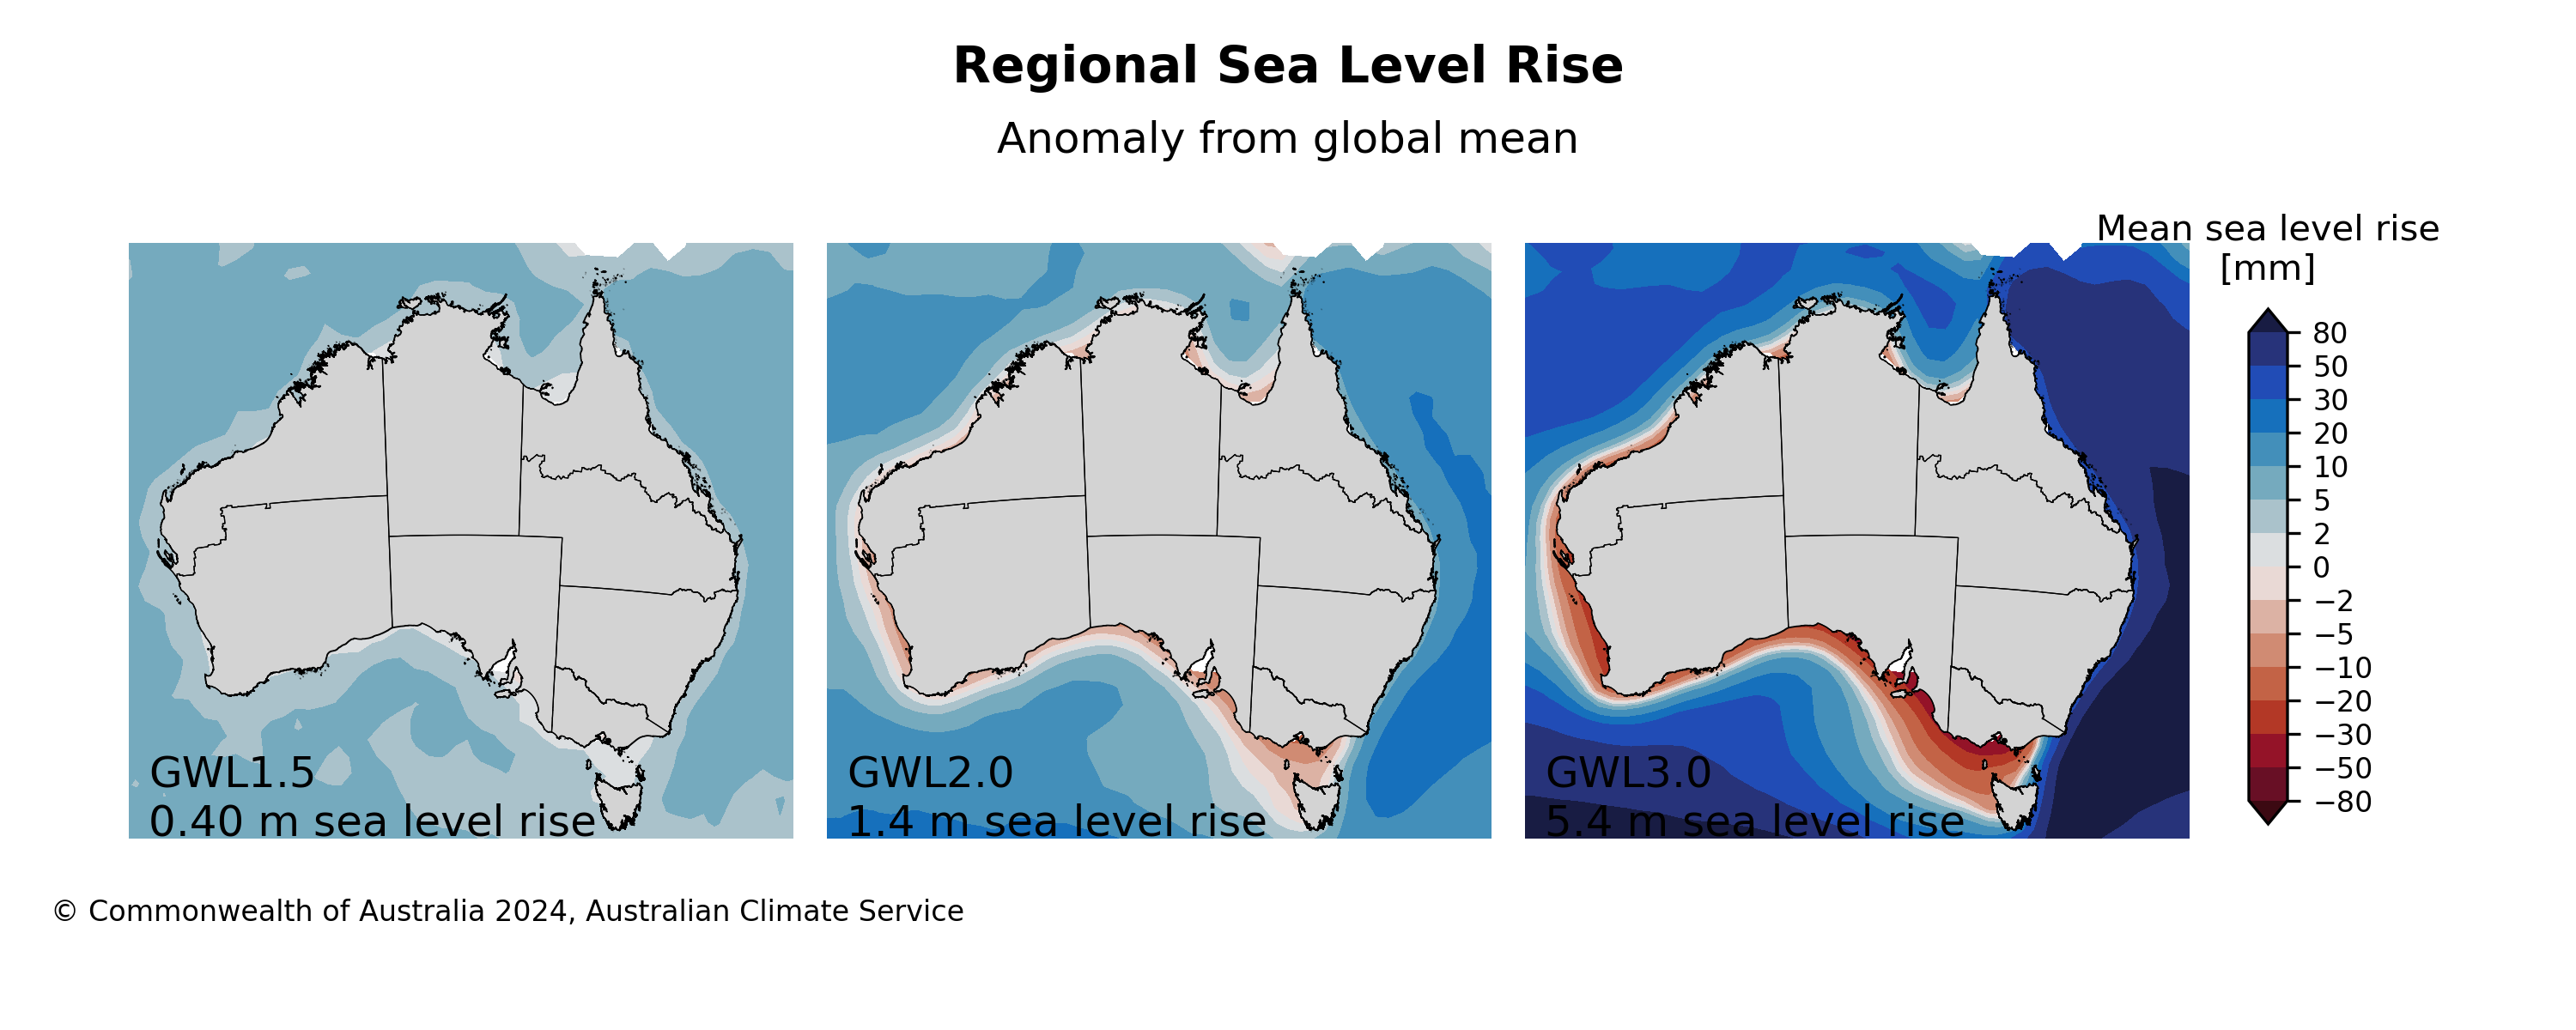 Regional Sea Level Rise
Anomaly from global mean
Mean sea level rise
[mm]
80
50
30
20
10
5
2
0
−2
−5
−10
−20
−30
−50
−80
GWL1.5
0.40 m sea level rise
GWL2.0
1.4 m sea level rise
GWL3.0
5.4 m sea level rise
© Commonwealth of Australia 2024, Australian Climate Service